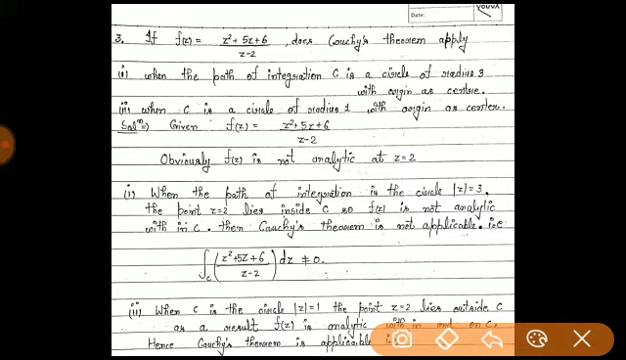 Date:
YOUVA
3. If f(z) = z²+5z+6 / z-2 , does Cauchy's theorem apply
(i) when the path of integration C is a circle of radius 3
with origin as centre.
(ii) when C is a circle of radius 1 with origin as center.
Solⁿ⇒ Given f(z) = z²+5z+6 / z-2
Obviously f(z) is not analytic at z=2
(i) When the path of integration is the circle |z|=3.
the point z=2 lies inside C so f(z) is not analytic
with in C. then Cauchy's theorem is not applicable. i.e
∫c (z²+5z+6 / z-2) dz ≠ 0.
(ii) When C is the circle |z|=1 the point z=2 lies outside C
as a result f(z) is analytic with in and on C.
Hence Cauchy's theorem is applicable